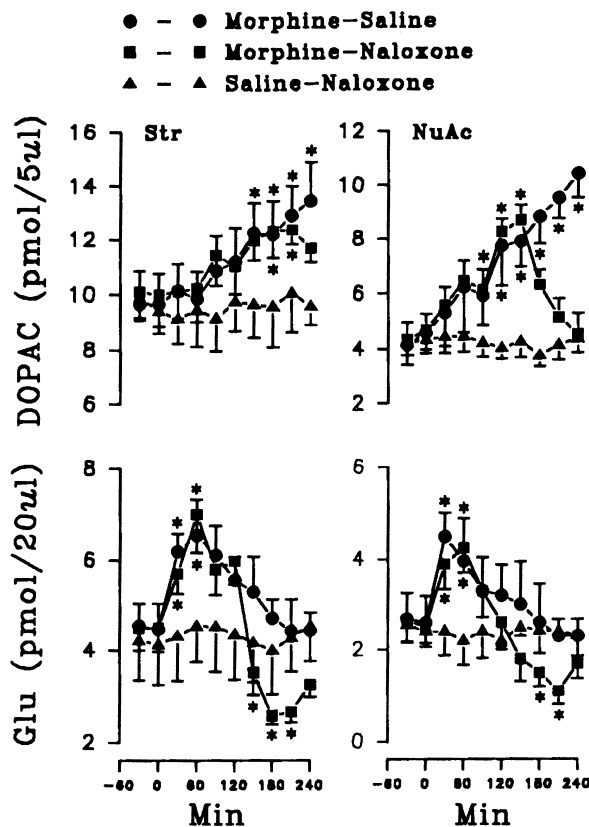 ● – ● Morphine–Saline
■ – ■ Morphine–Naloxone
▲ – ▲ Saline–Naloxone
DOPAC (pmol/5ul)
Str
16
14
12
10
8
6
* * * *
* *
NuAc
12
10
8
6
4
2
* * *
* * * *
Glu (pmol/20ul)
8
6
4
2
* *
* *
* * *
6
4
2
0
* *
* *
* *
-60 0 60 120 180 240
Min
-60 0 60 120 180 240
Min